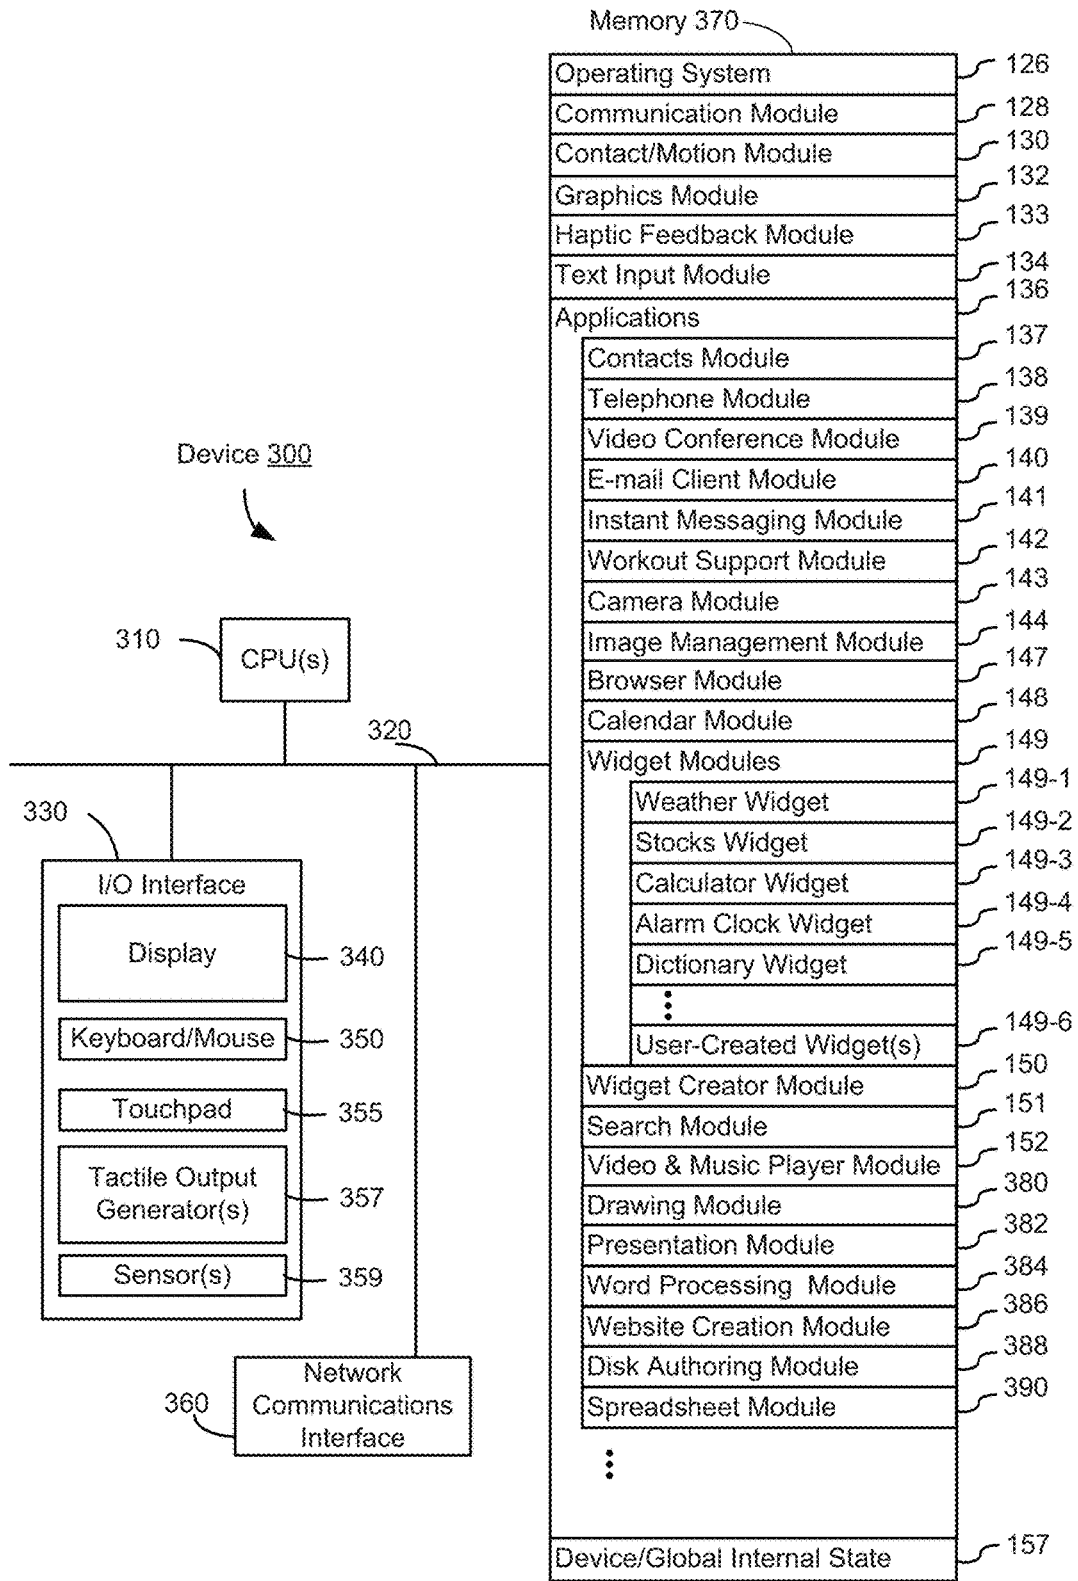 Memory 370
Operating System 126
Communication Module 128
Contact/Motion Module 130
Graphics Module 132
Haptic Feedback Module 133
Text Input Module 134
Applications 136
Contacts Module 137
Telephone Module 138
Video Conference Module 139
E-mail Client Module 140
Instant Messaging Module 141
Workout Support Module 142
Camera Module 143
Image Management Module 144
Browser Module 147
Calendar Module 148
Widget Modules 149
Weather Widget 149-1
Stocks Widget 149-2
Calculator Widget 149-3
Alarm Clock Widget 149-4
Dictionary Widget 149-5
User-Created Widget(s) 149-6
Widget Creator Module 150
Search Module 151
Video & Music Player Module 152
Drawing Module 380
Presentation Module 382
Word Processing Module 384
Website Creation Module 386
Disk Authoring Module 388
Spreadsheet Module 390
Device/Global Internal State 157
Device 300
310
CPU(s)
320
330
I/O Interface
Display 340
Keyboard/Mouse 350
Touchpad 355
Tactile Output
Generator(s) 357
Sensor(s) 359
360
Network
Communications
Interface